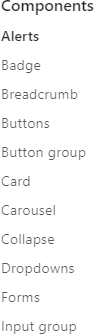 Components
Alerts
Badge
Breadcrumb
Buttons
Button group
Card
Carousel
Collapse
Dropdowns
Forms
Input group